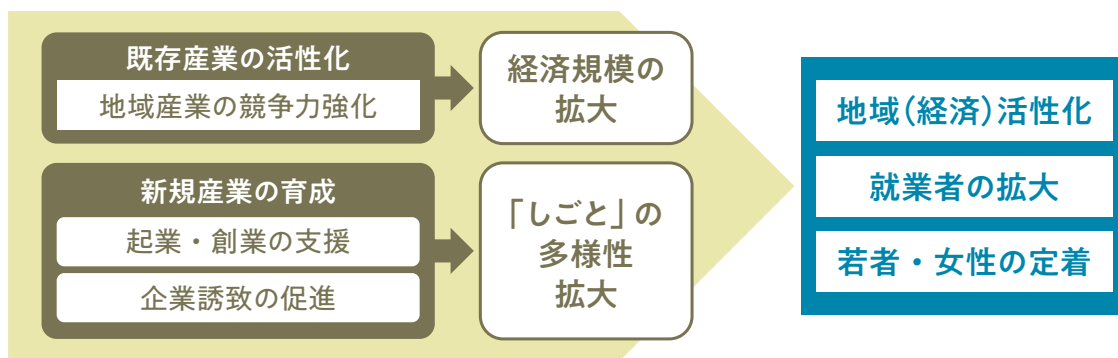 既存産業の活性化
地域産業の競争力強化
経済規模の
拡大
新規産業の育成
起業・創業の支援
企業誘致の促進
「しごと」の
多様性
拡大
地域(経済)活性化
就業者の拡大
若者・女性の定着